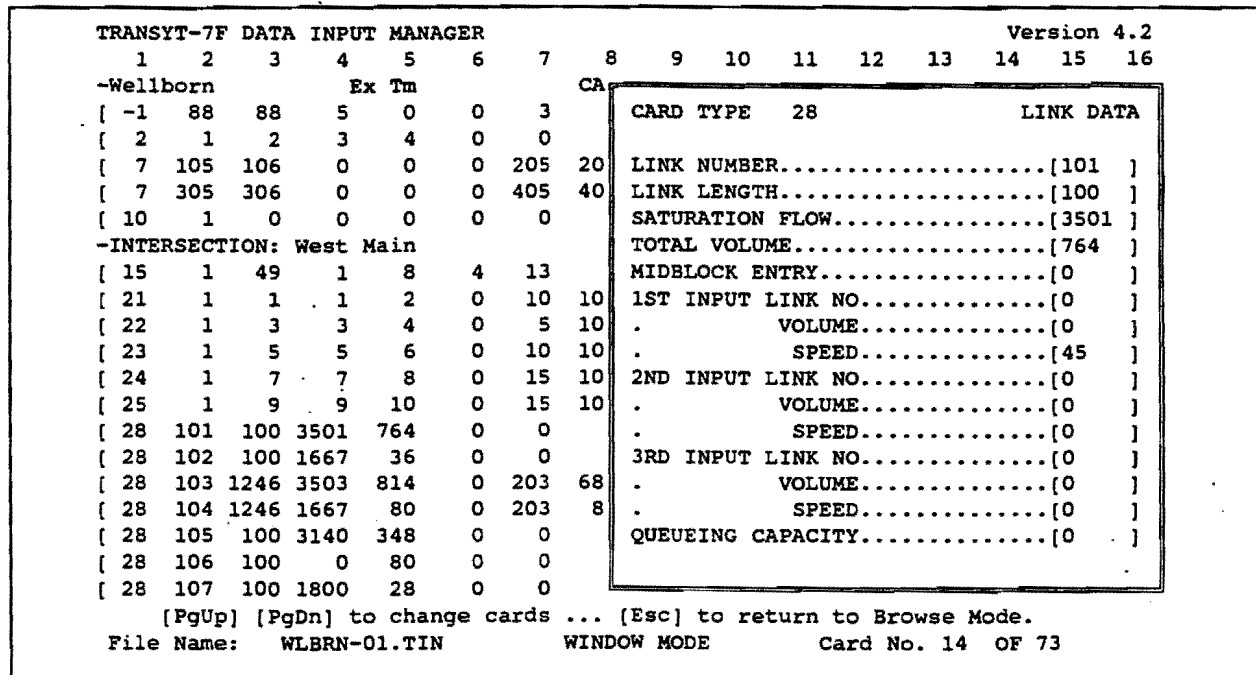 TRANSYT-7F DATA INPUT MANAGER Version 4.2
1 2 3 4 5 6 7 8 9 10 11 12 13 14 15 16
-Wellborn Ex Tm CA
[ -1 88 88 5 0 0 3 CARD TYPE 28 LINK DATA
[ 2 1 2 3 4 0 0
[ 7 105 106 0 0 0 205 20 LINK NUMBER....................[101 ]
[ 7 305 306 0 0 0 405 40 LINK LENGTH....................[100 ]
[ 10 1 0 0 0 0 0 SATURATION FLOW................[3501 ]
-INTERSECTION: West Main TOTAL VOLUME...................[764 ]
[ 15 1 49 1 8 4 13 MIDBLOCK ENTRY.................[0 ]
[ 21 1 1 1 2 0 10 10 1ST INPUT LINK NO..............[0 ]
[ 22 1 3 3 4 0 5 10 . VOLUME..............[0 ]
[ 23 1 5 5 6 0 10 10 . SPEED...............[45 ]
[ 24 1 7 7 8 0 15 10 2ND INPUT LINK NO..............[0 ]
[ 25 1 9 9 10 0 15 10 . VOLUME..............[0 ]
[ 28 101 100 3501 764 0 0 . SPEED...............[0 ]
[ 28 102 100 1667 36 0 0 3RD INPUT LINK NO..............[0 ]
[ 28 103 1246 3503 814 0 203 68 . VOLUME..............[0 ]
[ 28 104 1246 1667 80 0 203 8 . SPEED...............[0 ]
[ 28 105 100 3140 348 0 0 QUEUEING CAPACITY..............[0 ]
[ 28 106 100 0 80 0 0
[ 28 107 100 1800 28 0 0
[PgUp] [PgDn] to change cards ... [Esc] to return to Browse Mode.
File Name: WLBRN-01.TIN WINDOW MODE Card No. 14 OF 73